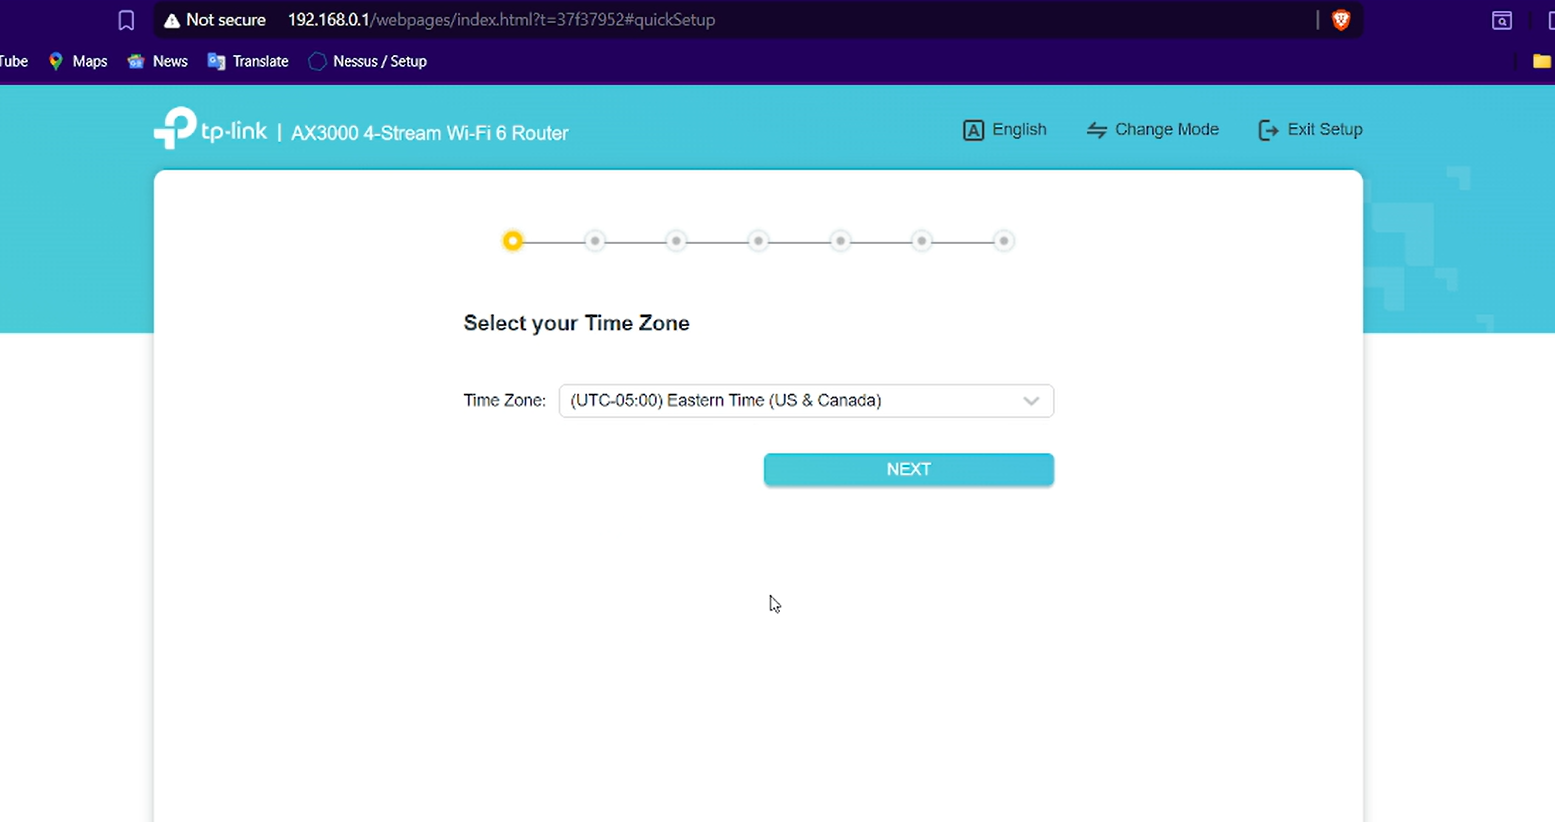 Not secure 192.168.0.1/webpages/index.html?t=37f37952#quickSetup
Tube Maps News Translate Nessus / Setup
tp-link | AX3000 4-Stream Wi-Fi 6 Router English Change Mode Exit Setup
Select your Time Zone
Time Zone: (UTC-05:00) Eastern Time (US & Canada)
NEXT